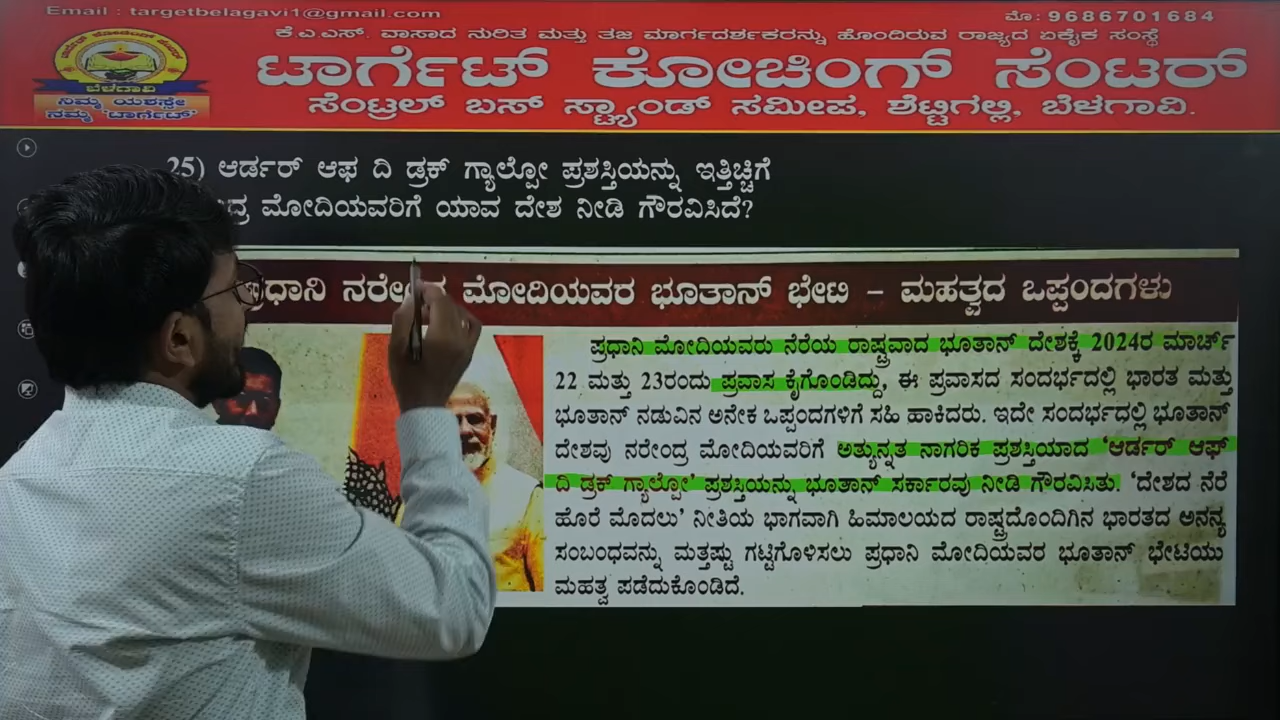 Email : targetbelagavi1@gmail.com
ಮೊ: 9686701684
ಕೆ.ಎ.ಎಸ್. ಪಾಸಾದ ನುರಿತ ಮತ್ತು ತಜ್ಞ ಮಾರ್ಗದರ್ಶಕರನ್ನು ಹೊಂದಿರುವ ರಾಜ್ಯದ ಏಕೈಕ ಸಂಸ್ಥೆ
ಟಾರ್ಗೆಟ್ ಕೋಚಿಂಗ್ ಸೆಂಟರ್
ಸೆಂಟ್ರಲ್ ಬಸ್ ಸ್ಟ್ಯಾಂಡ್ ಸಮೀಪ, ಶೆಟ್ಟಿಗಲ್ಲಿ, ಬೆಳಗಾವಿ.
ಬೆಳಗಾವಿ
ನಿಮ್ಮ ಯಶಸ್ಸೇ
ನಮ್ಮ 'ಟಾರ್ಗೆಟ್'
25) ಆರ್ಡರ್ ಆಫ ದಿ ಡ್ರಕ್ ಗ್ಯಾಲ್ಪೋ ಪ್ರಶಸ್ತಿಯನ್ನು ಇತ್ತಿಚ್ಚಿಗೆ
ಮೋದಿಯವರಿಗೆ ಯಾವ ದೇಶ ನೀಡಿ ಗೌರವಿಸಿದೆ?
ಮೋದಿಯವರ ಭೂತಾನ್ ಭೇಟಿ – ಮಹತ್ವದ ಒಪ್ಪಂದಗಳು
ಪ್ರಧಾನಿ ಮೋದಿಯವರು ನೆರೆಯ ರಾಷ್ಟ್ರವಾದ ಭೂತಾನ್ ದೇಶಕ್ಕೆ 2024ರ ಮಾರ್ಚ್
22 ಮತ್ತು 23ರಂದು ಪ್ರವಾಸ ಕೈಗೊಂಡಿದ್ದು, ಈ ಪ್ರವಾಸದ ಸಂದರ್ಭದಲ್ಲಿ ಭಾರತ ಮತ್ತು
ಭೂತಾನ್ ನಡುವಿನ ಅನೇಕ ಒಪ್ಪಂದಗಳಿಗೆ ಸಹಿ ಹಾಕಿದರು. ಇದೇ ಸಂದರ್ಭದಲ್ಲಿ ಭೂತಾನ್
ದೇಶವು ನರೇಂದ್ರ ಮೋದಿಯವರಿಗೆ ಅತ್ಯುನ್ನತ ನಾಗರಿಕ ಪ್ರಶಸ್ತಿಯಾದ 'ಆರ್ಡರ್ ಆಫ್
ದಿ ಡ್ರಕ್ ಗ್ಯಾಲ್ಪೋ' ಪ್ರಶಸ್ತಿಯನ್ನು ಭೂತಾನ್ ಸರ್ಕಾರವು ನೀಡಿ ಗೌರವಿಸಿತು. 'ದೇಶದ ನೆರೆ
ಹೊರೆ ಮೊದಲು' ನೀತಿಯ ಭಾಗವಾಗಿ ಹಿಮಾಲಯದ ರಾಷ್ಟ್ರದೊಂದಿಗಿನ ಭಾರತದ ಅನನ್ಯ
ಸಂಬಂಧವನ್ನು ಮತ್ತಷ್ಟು ಗಟ್ಟಿಗೊಳಿಸಲು ಪ್ರಧಾನಿ ಮೋದಿಯವರ ಭೂತಾನ್ ಭೇಟಿಯು
ಮಹತ್ವ ಪಡೆದುಕೊಂಡಿದೆ.